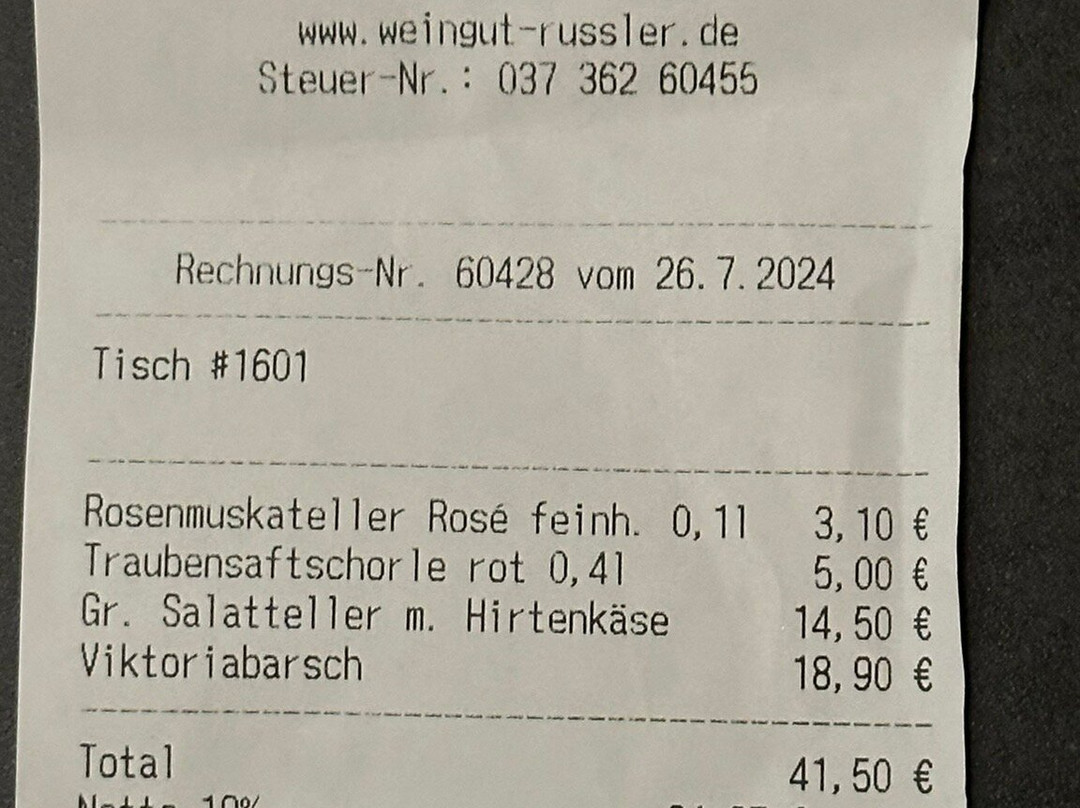 www.weingut-russler.de
Steuer-Nr.: 037 362 60455
Rechnungs-Nr. 60428 vom 26.7.2024
Tisch #1601
Rosenmuskateller Rosé feinh. 0,1l 3,10 €
Traubensaftschorle rot 0,4l 5,00 €
Gr. Salatteller m. Hirtenkäse 14,50 €
Viktoriabarsch 18,90 €
Total 41,50 €